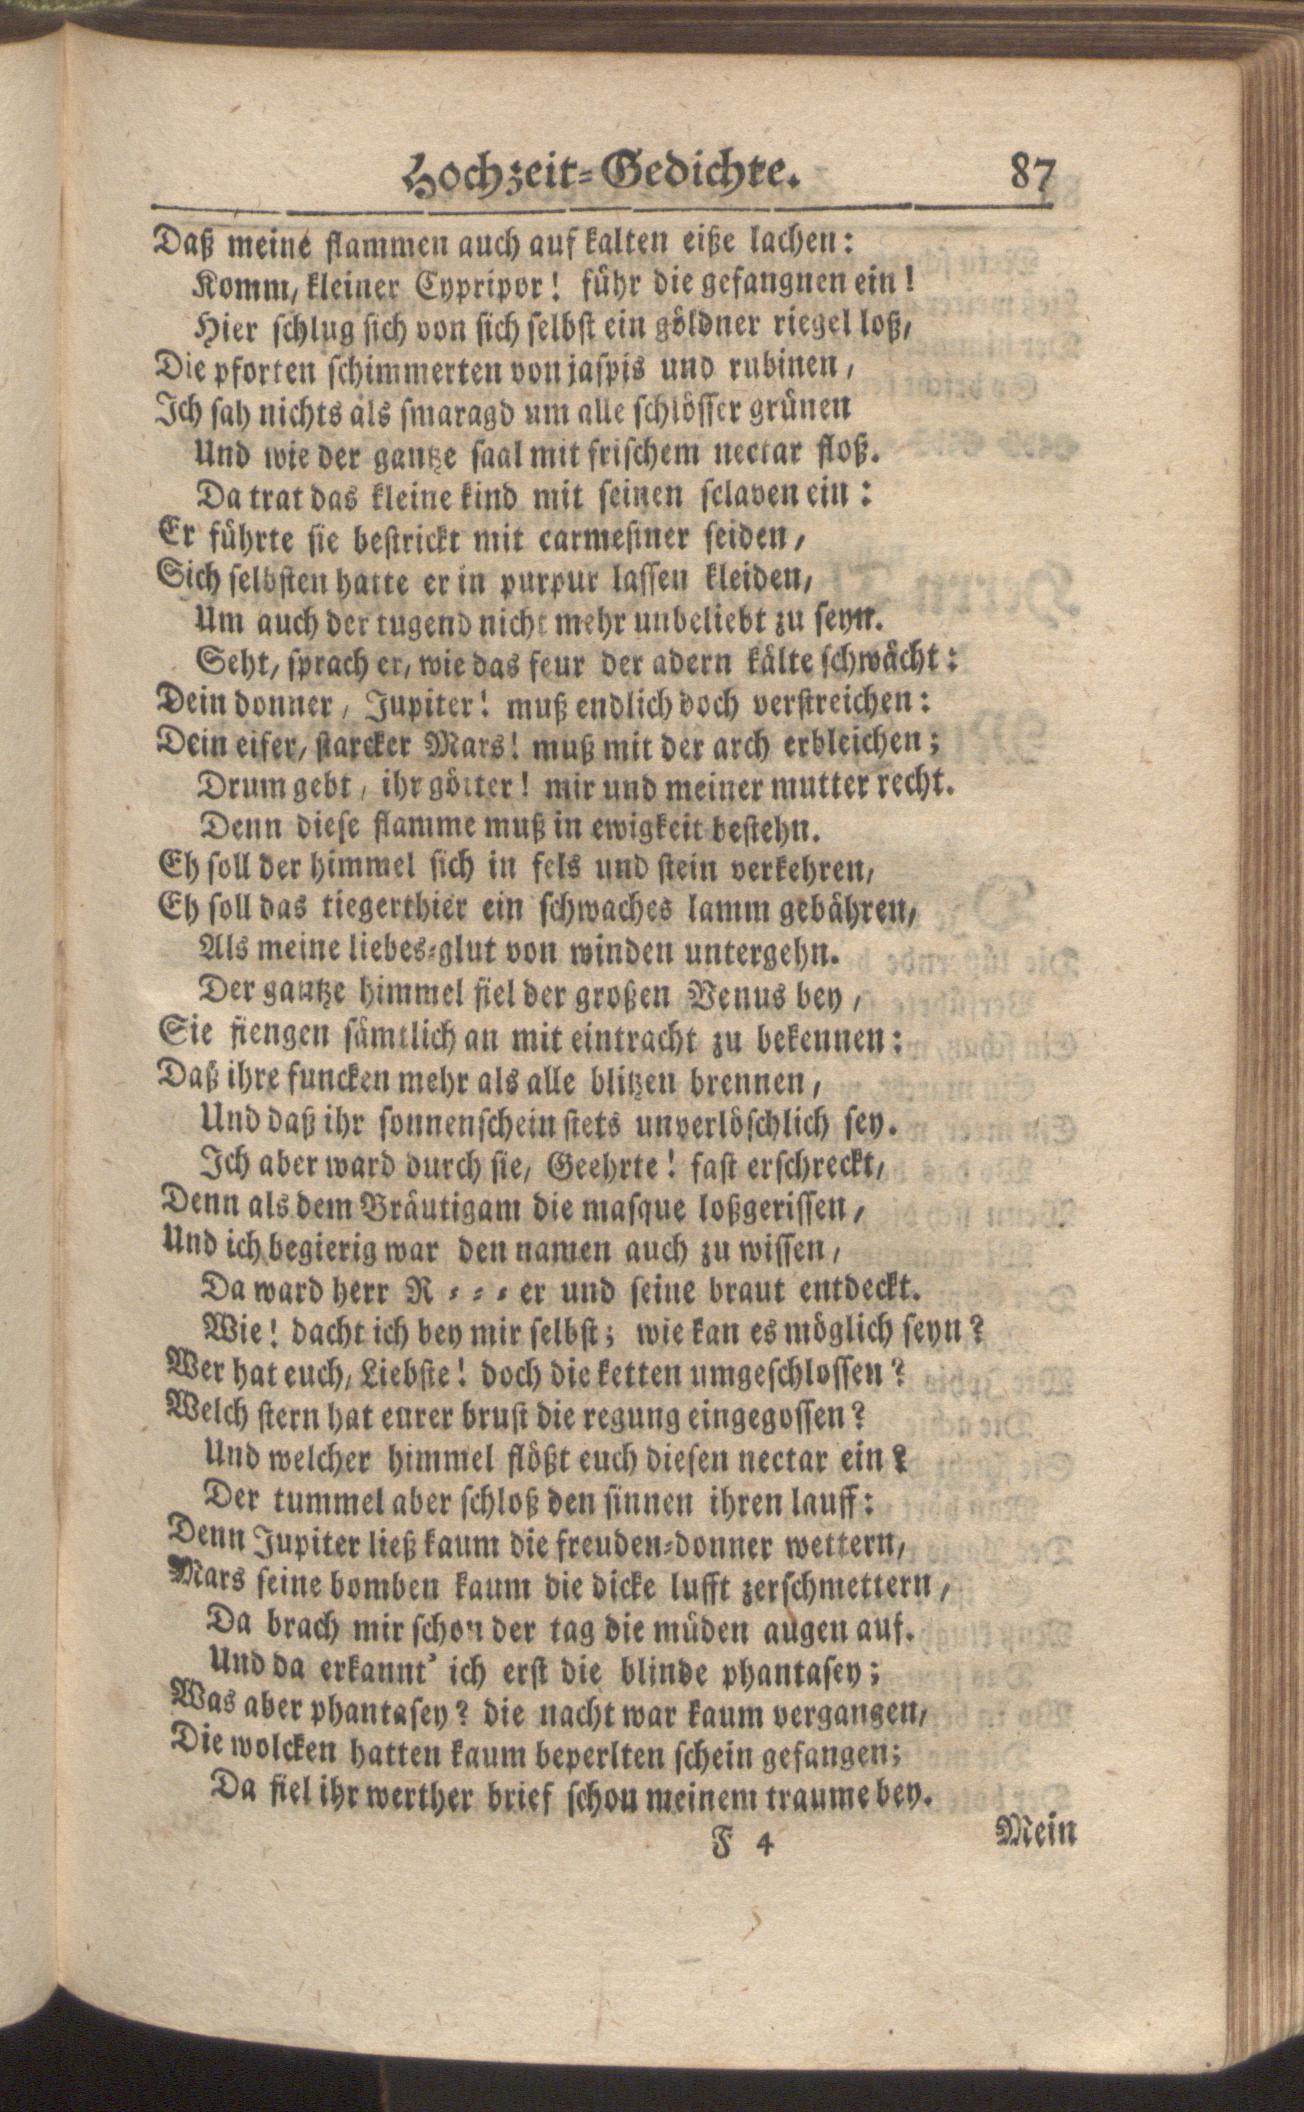 Hochzeit-Gedichte. 87
Daß meine flammen auch auf kalten eiße lachen:
Komm, kleiner Cypripor! führ die gefangnen ein!
Hier schlug sich von sich selbst ein göldner riegel loß,
Die pforten schimmerten von jaspis und rubinen,
Ich sah nichts als smaragd um alle schlösser grünen
Und wie der gantze saal mit frischem nectar floß.
Da trat das kleine kind mit seinen sclaven ein:
Er führte sie bestrickt mit carmesiner seiden,
Sich selbsten hatte er in purpur lassen kleiden,
Um auch der tugend nicht mehr unbeliebt zu seyn.
Seht, sprach er, wie das feur der adern kälte schwächt:
Dein donner, Jupiter! muß endlich doch verstreichen:
Dein eifer, starcker Mars! muß mit der arch erbleichen;
Drum gebt, ihr götter! mir und meiner mutter recht.
Denn diese flamme muß in ewigkeit bestehn.
Eh soll der himmel sich in fels und stein verkehren,
Eh soll das tiegerthier ein schwaches lamm gebähren,
Als meine liebes-glut von winden untergehn.
Der gantze himmel fiel der großen Venus bey,
Sie fiengen sämtlich an mit eintracht zu bekennen:
Daß ihre funcken mehr als alle blitzen brennen,
Und daß ihr sonnenschein stets unverlöschlich sey.
Ich aber ward durch sie, Geehrte! fast erschreckt,
Denn als dem Bräutigam die masque loßgerissen,
Und ich begierig war den namen auch zu wissen,
Da ward herr R - - - er und seine braut entdeckt.
Wie! dacht ich bey mir selbst; wie kan es möglich seyn?
Wer hat euch, Liebste! doch die ketten umgeschlossen?
Welch stern hat eurer brust die regung eingegossen?
Und welcher himmel flößt euch diesen nectar ein?
Der tummel aber schloß den sinnen ihren lauff:
Denn Jupiter ließ kaum die freuden-donner wettern,
Mars seine bomben kaum die dicke lufft zerschmettern,
Da brach mir schon der tag die müden augen auf.
Und da erkannt' ich erst die blinde phantasey;
Was aber phantasey? die nacht war kaum vergangen,
Die wolcken hatten kaum beperlten schein gefangen;
Da fiel ihr werther brief schon meinem traume bey.
F 4 Mein